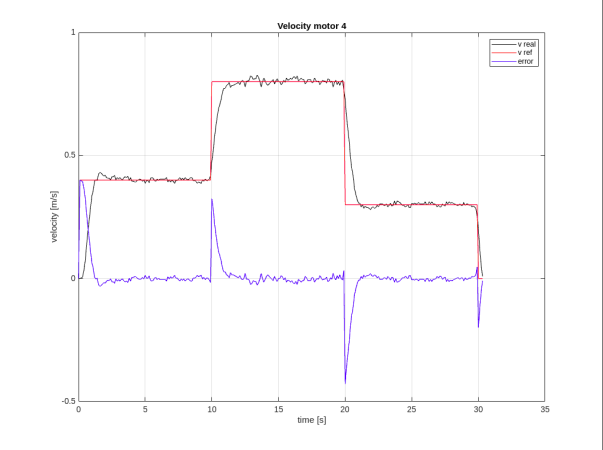 Velocity motor 4
1
v real
v ref
error
0.5
velocity [m/s]
0
-0.5
0 5 10 15 20 25 30 35
time [s]